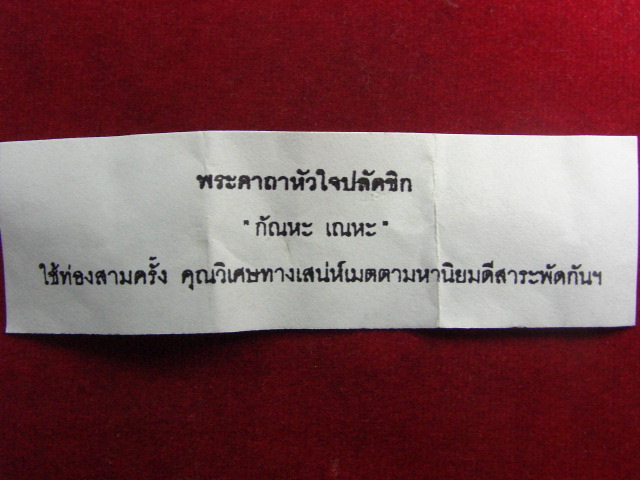 พระคาถาหัวใจปลัดขิก
"กัณหะ เณหะ"
ใช้ท่องสามครั้ง คุณวิเศษทางเสน่ห์เมตตามหานิยมดีสาระพัดกันฯ